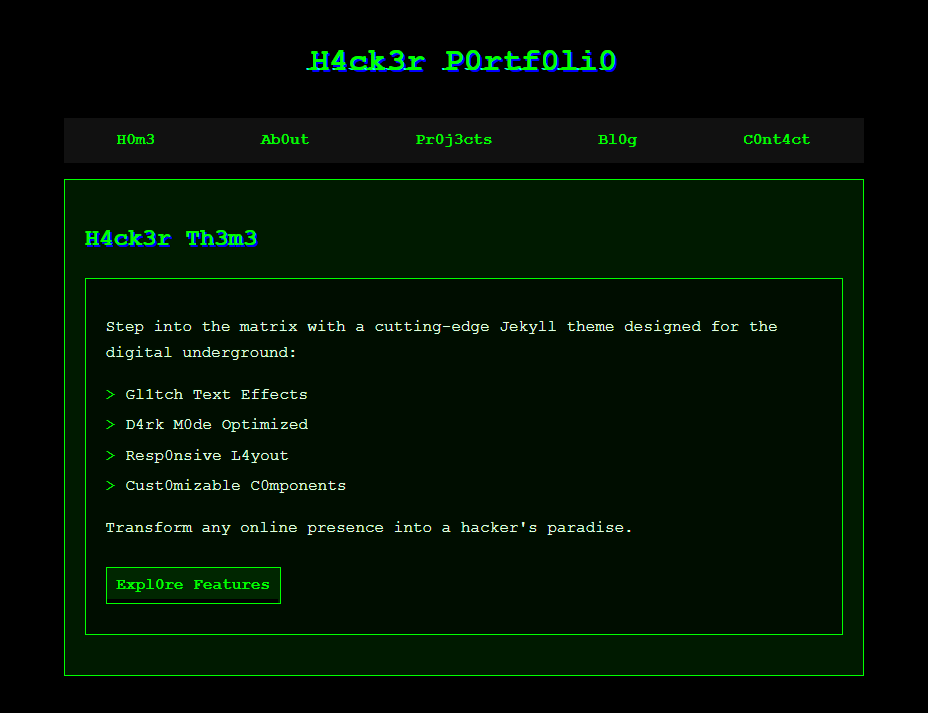 H4ck3r P0rtf0li0
H0m3 Ab0ut Pr0j3cts Bl0g C0nt4ct
H4ck3r Th3m3
Step into the matrix with a cutting-edge Jekyll theme designed for the
digital underground:
> Gl1tch Text Effects
> D4rk M0de Optimized
> Resp0nsive L4yout
> Cust0mizable C0mponents
Transform any online presence into a hacker's paradise.
Expl0re Features